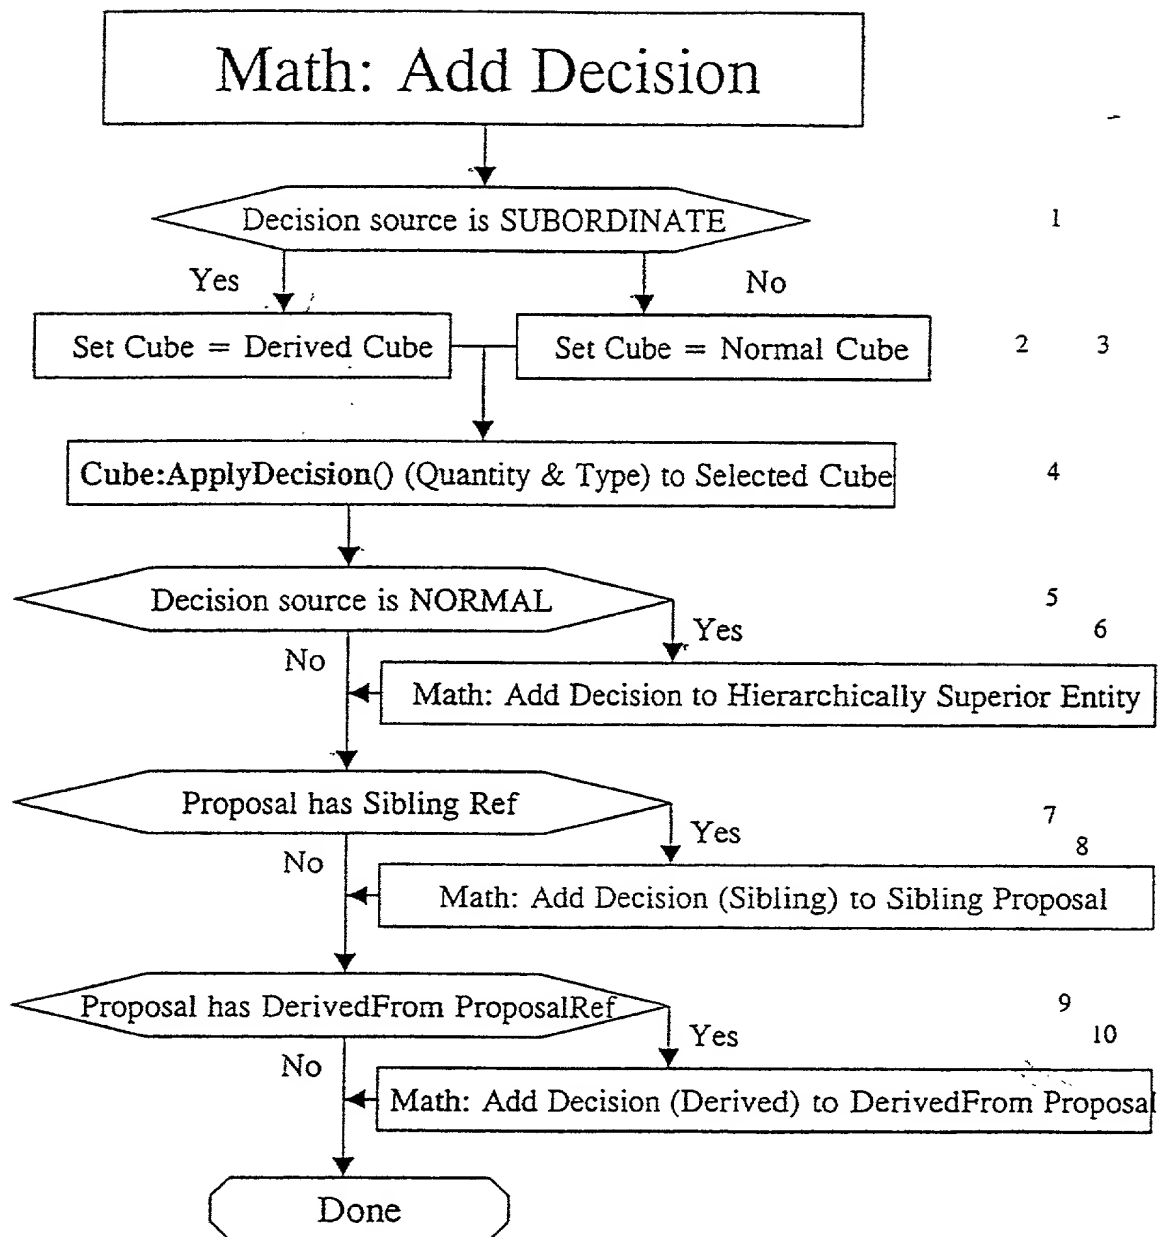 Math: Add Decision
Decision source is SUBORDINATE 1
Yes No
Set Cube = Derived Cube Set Cube = Normal Cube 2 3
Cube:ApplyDecision() (Quantity & Type) to Selected Cube 4
Decision source is NORMAL 5
Yes 6
No
Math: Add Decision to Hierarchically Superior Entity
Proposal has Sibling Ref 7
Yes 8
No
Math: Add Decision (Sibling) to Sibling Proposal
Proposal has DerivedFrom ProposalRef 9
Yes 10
No
Math: Add Decision (Derived) to DerivedFrom Proposal
Done